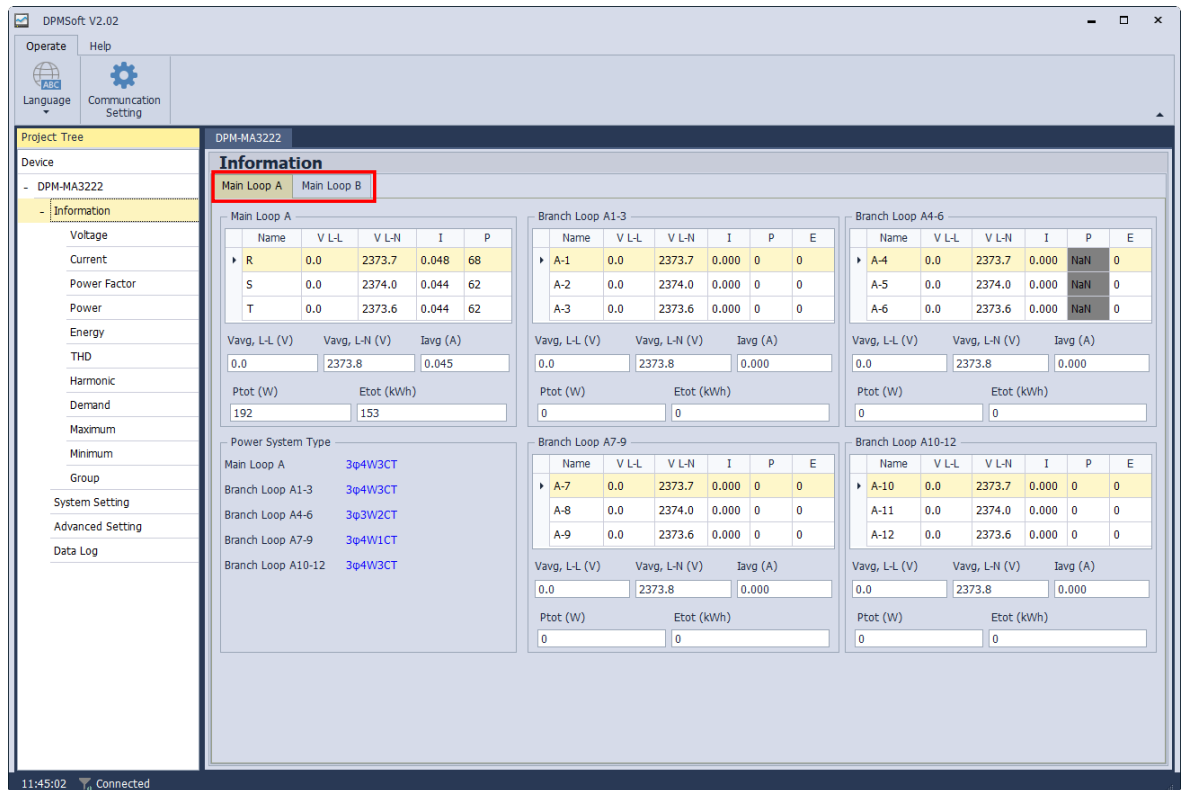 DPMSoft V2.02
Operate Help
ABC
Language
Communcation
Setting
Project Tree
Device
- DPM-MA3222
- Information
Voltage
Current
Power Factor
Power
Energy
THD
Harmonic
Demand
Maximum
Minimum
Group
System Setting
Advanced Setting
Data Log
DPM-MA3222
Information
Main Loop A Main Loop B
Main Loop A
Name V L-L V L-N I P
R 0.0 2373.7 0.048 68
S 0.0 2374.0 0.044 62
T 0.0 2373.6 0.044 62
Vavg, L-L (V) Vavg, L-N (V) Iavg (A)
0.0 2373.8 0.045
Ptot (W) Etot (kWh)
192 153
Branch Loop A1-3
Name V L-L V L-N I P E
A-1 0.0 2373.7 0.000 0 0
A-2 0.0 2374.0 0.000 0 0
A-3 0.0 2373.6 0.000 0 0
Vavg, L-L (V) Vavg, L-N (V) Iavg (A)
0.0 2373.8 0.000
Ptot (W) Etot (kWh)
0 0
Branch Loop A4-6
Name V L-L V L-N I P E
A-4 0.0 2373.7 0.000 NaN 0
A-5 0.0 2374.0 0.000 NaN 0
A-6 0.0 2373.6 0.000 NaN 0
Vavg, L-L (V) Vavg, L-N (V) Iavg (A)
0.0 2373.8 0.000
Ptot (W) Etot (kWh)
0 0
Power System Type
Main Loop A 3φ4W3CT
Branch Loop A1-3 3φ4W3CT
Branch Loop A4-6 3φ3W2CT
Branch Loop A7-9 3φ4W1CT
Branch Loop A10-12 3φ4W3CT
Branch Loop A7-9
Name V L-L V L-N I P E
A-7 0.0 2373.7 0.000 0 0
A-8 0.0 2374.0 0.000 0 0
A-9 0.0 2373.6 0.000 0 0
Vavg, L-L (V) Vavg, L-N (V) Iavg (A)
0.0 2373.8 0.000
Ptot (W) Etot (kWh)
0 0
Branch Loop A10-12
Name V L-L V L-N I P E
A-10 0.0 2373.7 0.000 0 0
A-11 0.0 2374.0 0.000 0 0
A-12 0.0 2373.6 0.000 0 0
Vavg, L-L (V) Vavg, L-N (V) Iavg (A)
0.0 2373.8 0.000
Ptot (W) Etot (kWh)
0 0
11:45:02 Connected